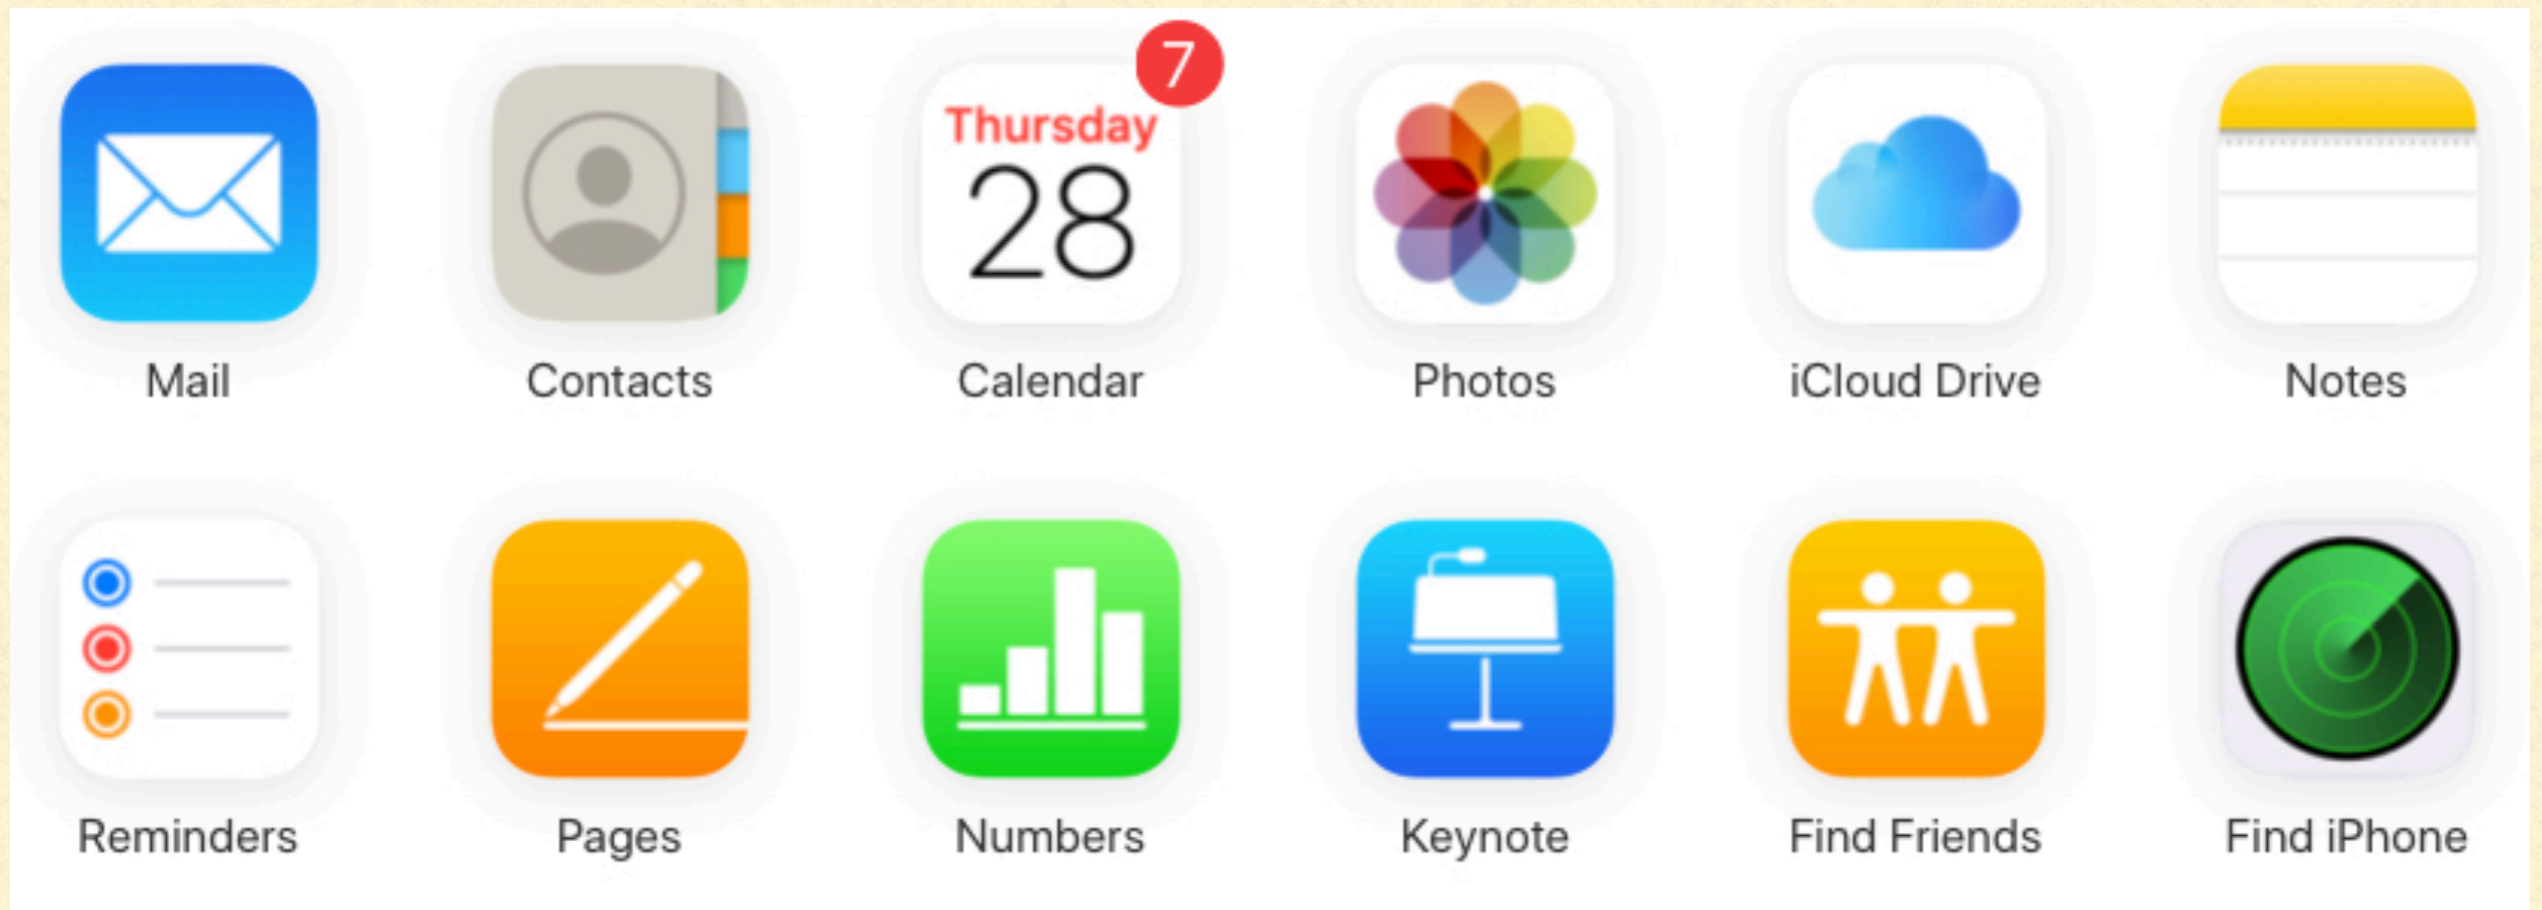 7
Thursday
28
Mail Contacts Calendar Photos iCloud Drive Notes
Reminders Pages Numbers Keynote Find Friends Find iPhone